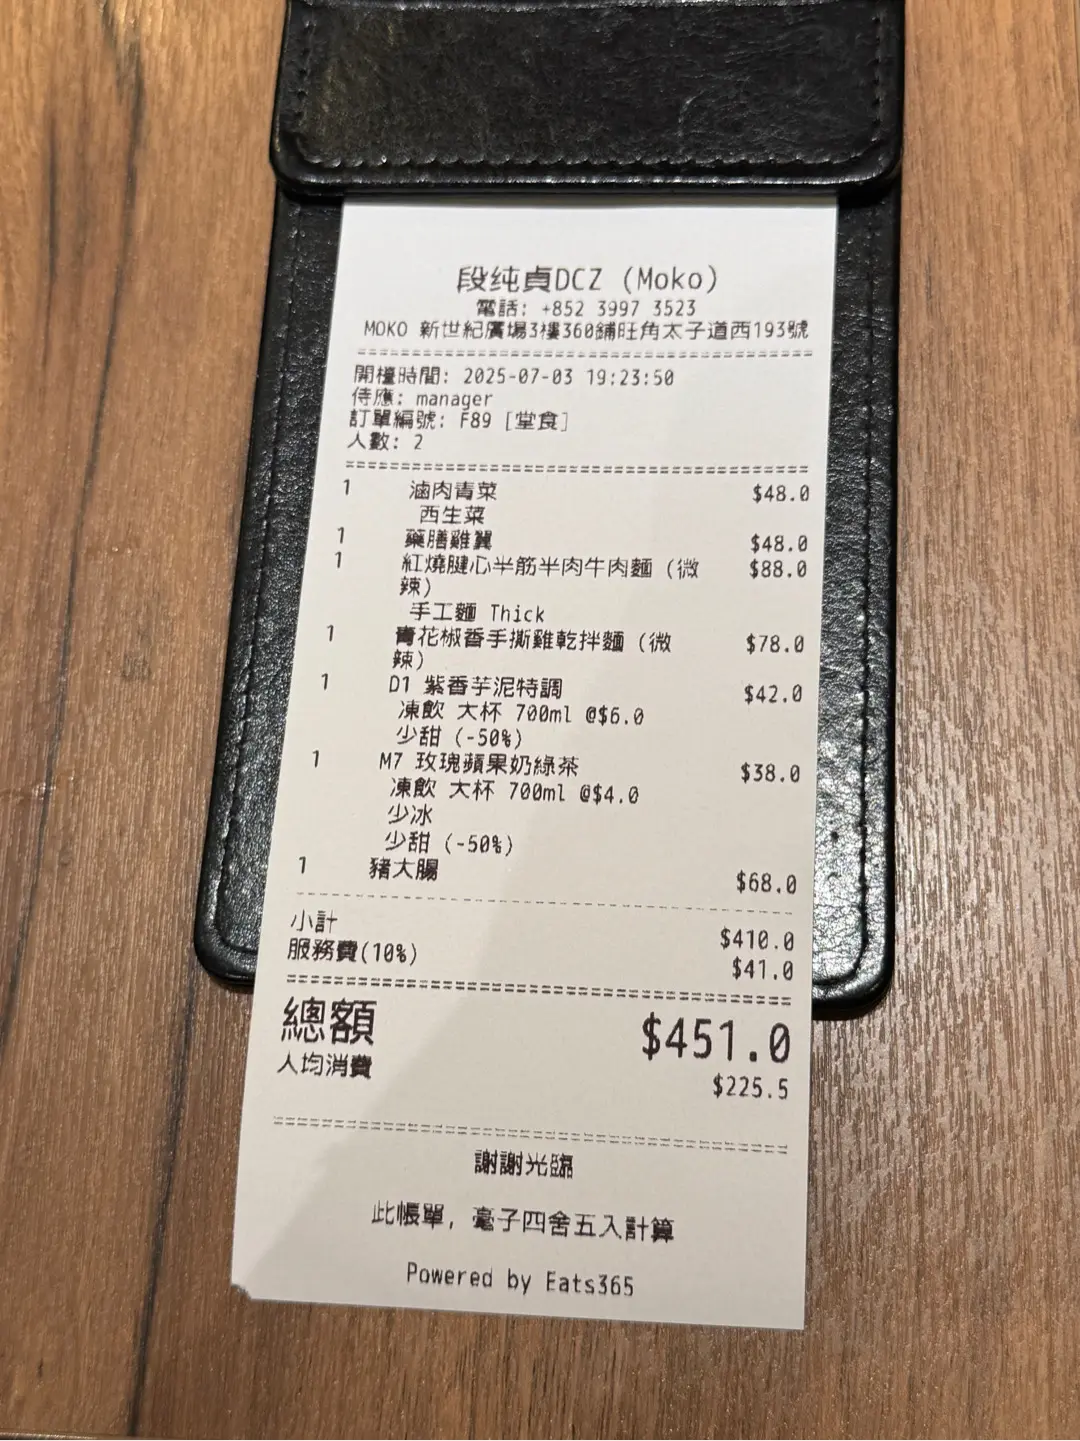 段纯貞DCZ (Moko)
電話: +852 3997 3523
MOKO 新世紀廣場3樓360鋪旺角太子道西193號
開檯時間: 2025-07-03 19:23:50
侍應: manager
訂單編號: F89 [堂食]
人數: 2
1 滷肉青菜 $48.0
西生菜
1 藥膳雞翼 $48.0
1 紅燒腱心半筋半肉牛肉麵 (微 $88.0
辣)
手工麵 Thick
1 青花椒香手撕雞乾拌麵 (微 $78.0
辣)
1 D1 紫香芋泥特調 $42.0
凍飲 大杯 700ml @$6.0
少甜 (-50%)
1 M7 玫瑰蘋果奶綠茶 $38.0
凍飲 大杯 700ml @$4.0
少冰
少甜 (-50%)
1 豬大腸 $68.0
小計 $410.0
服務費(10%) $41.0
總額 $451.0
人均消費 $225.5
謝謝光臨
此帳單, 毫子四舍五入計算
Powered by Eats365